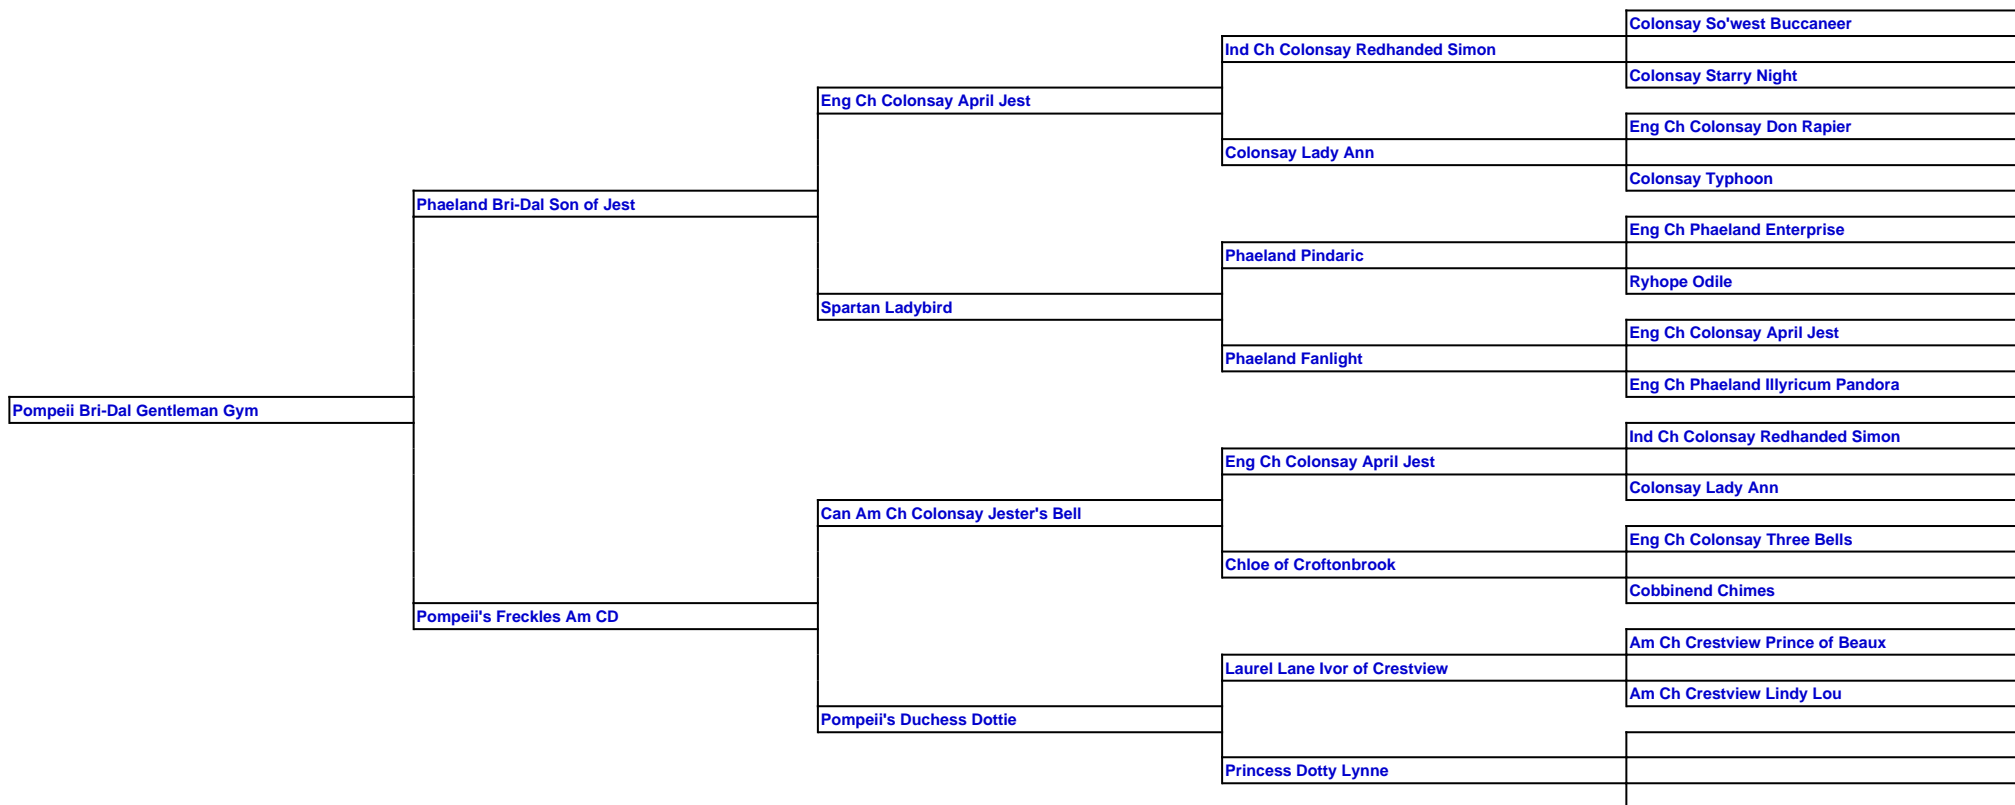 Colonsay So'west Buccaneer
Ind Ch Colonsay Redhanded Simon
Colonsay Starry Night
Eng Ch Colonsay April Jest
Eng Ch Colonsay Don Rapier
Colonsay Lady Ann
Colonsay Typhoon
Phaeland Bri-Dal Son of Jest
Eng Ch Phaeland Enterprise
Phaeland Pindaric
Ryhope Odile
Spartan Ladybird
Eng Ch Colonsay April Jest
Phaeland Fanlight
Eng Ch Phaeland Illyricum Pandora
Pompeii Bri-Dal Gentleman Gym
Ind Ch Colonsay Redhanded Simon
Eng Ch Colonsay April Jest
Colonsay Lady Ann
Can Am Ch Colonsay Jester's Bell
Eng Ch Colonsay Three Bells
Chloe of Croftonbrook
Cobbinend Chimes
Pompeii's Freckles Am CD
Am Ch Crestview Prince of Beaux
Laurel Lane Ivor of Crestview
Am Ch Crestview Lindy Lou
Pompeii's Duchess Dottie
Princess Dotty Lynne